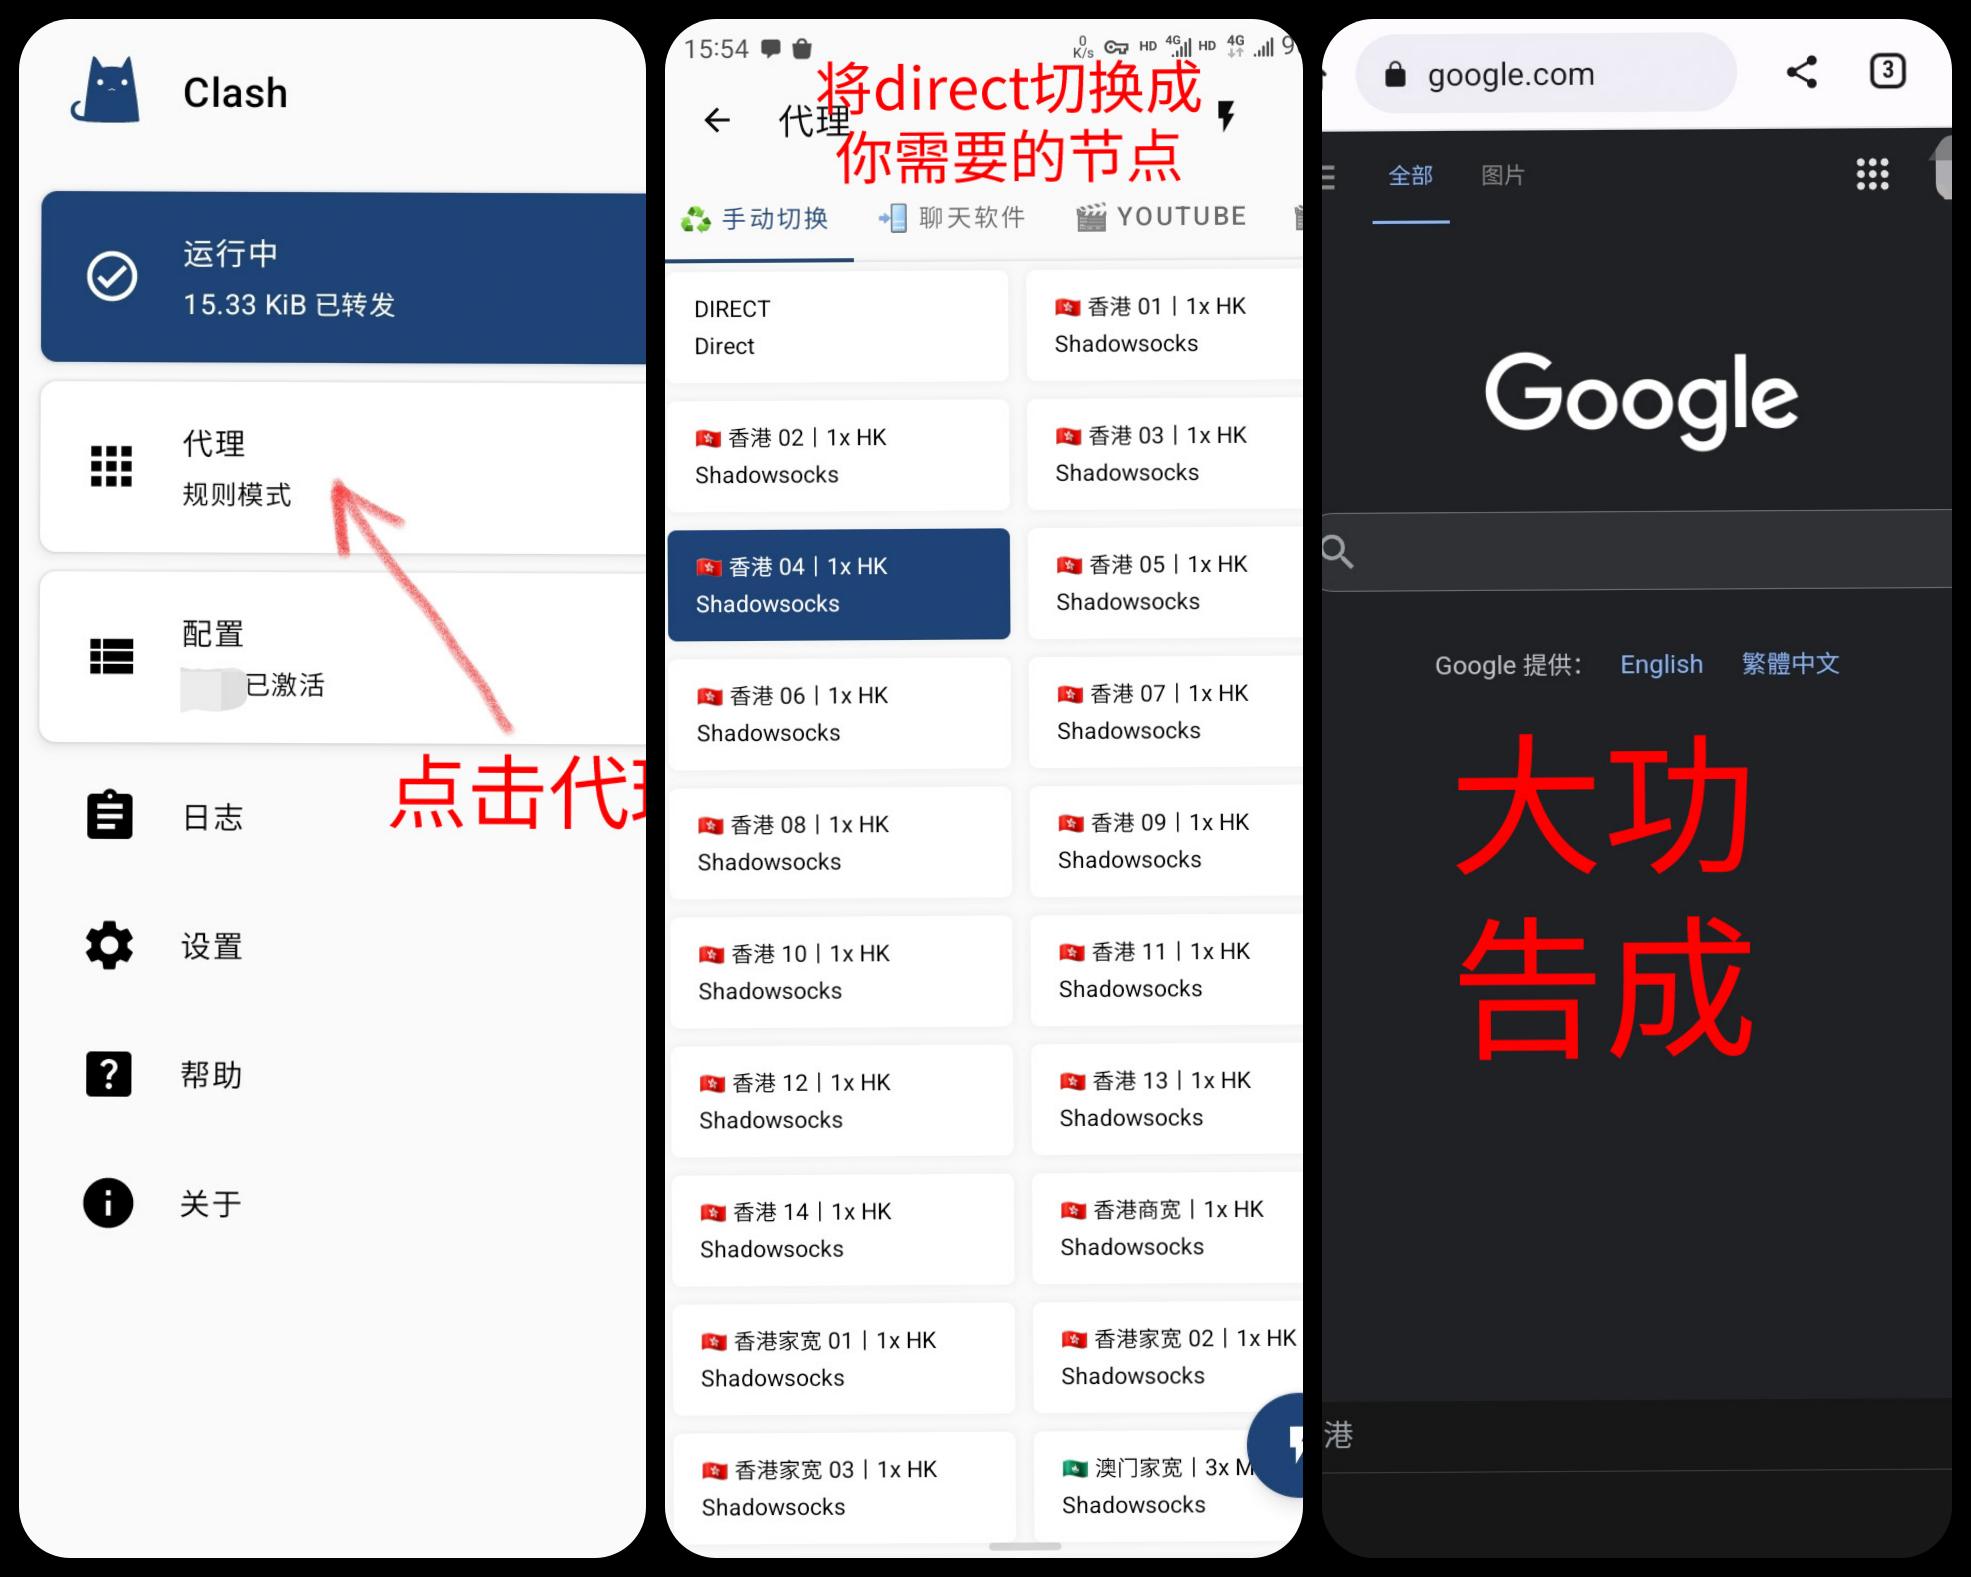 Clash
运行中
15.33 KiB 已转发
代理
规则模式
配置
已激活
点击代理
日志
设置
帮助
关于
15:54
0
K/s
HD
4G
HD
4G
9
将direct切换成
代理
你需要的节点
手动切换
聊天软件
YOUTUBE
DIRECT
Direct
香港 01 | 1x HK
Shadowsocks
香港 02 | 1x HK
Shadowsocks
香港 03 | 1x HK
Shadowsocks
香港 04 | 1x HK
Shadowsocks
香港 05 | 1x HK
Shadowsocks
香港 06 | 1x HK
Shadowsocks
香港 07 | 1x HK
Shadowsocks
香港 08 | 1x HK
Shadowsocks
香港 09 | 1x HK
Shadowsocks
香港 10 | 1x HK
Shadowsocks
香港 11 | 1x HK
Shadowsocks
香港 12 | 1x HK
Shadowsocks
香港 13 | 1x HK
Shadowsocks
香港 14 | 1x HK
Shadowsocks
香港商宽 | 1x HK
Shadowsocks
香港家宽 01 | 1x HK
Shadowsocks
香港家宽 02 | 1x HK
Shadowsocks
香港家宽 03 | 1x HK
Shadowsocks
澳门家宽 | 3x M
Shadowsocks
google.com
3
全部
图片
Google
Google 提供：
English
繁體中文
大功
告成
港